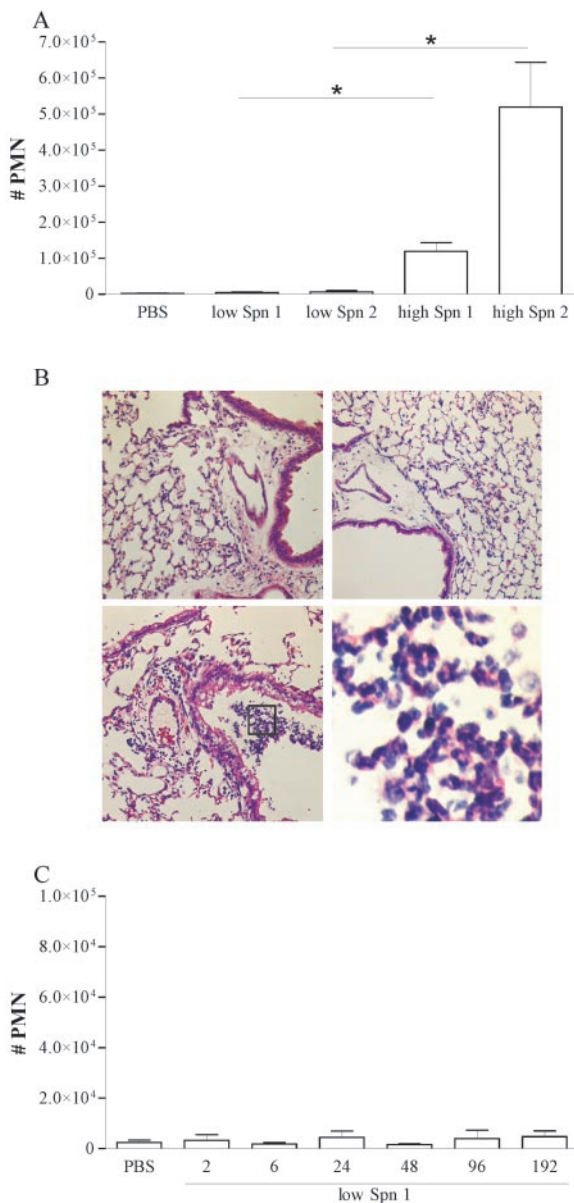 A
7.0×10⁵
6.0×10⁵
5.0×10⁵
4.0×10⁵
3.0×10⁵
2.0×10⁵
1.0×10⁵
0
# PMN
*
*
PBS low Spn 1 low Spn 2 high Spn 1 high Spn 2
B
C
1.0×10⁵
8.0×10⁴
6.0×10⁴
4.0×10⁴
2.0×10⁴
0
# PMN
PBS 2 6 24 48 96 192
low Spn 1